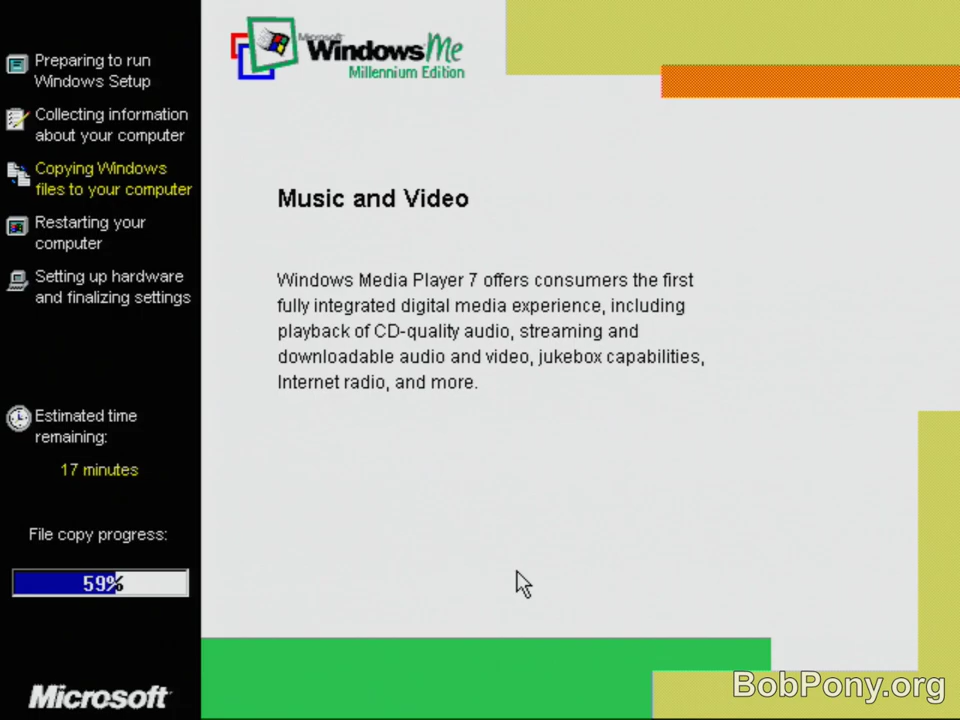 Preparing to run
Windows Setup
Collecting information
about your computer
Copying Windows
files to your computer
Restarting your
computer
Setting up hardware
and finalizing settings
Estimated time
remaining:
17 minutes
File copy progress:
59%
Microsoft
Microsoft
Windows Me
Millennium Edition
Music and Video
Windows Media Player 7 offers consumers the first
fully integrated digital media experience, including
playback of CD-quality audio, streaming and
downloadable audio and video, jukebox capabilities,
Internet radio, and more.
BobPony.org